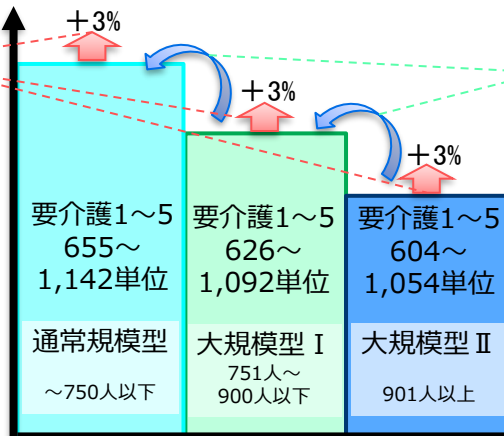 +3%
要介護1～5
655～
1,142単位
通常規模型
～750人以下
+3%
要介護1～5
626～
1,092単位
大規模型Ⅰ
751人～
900人以下
+3%
要介護1～5
604～
1,054単位
大規模型Ⅱ
901人以上